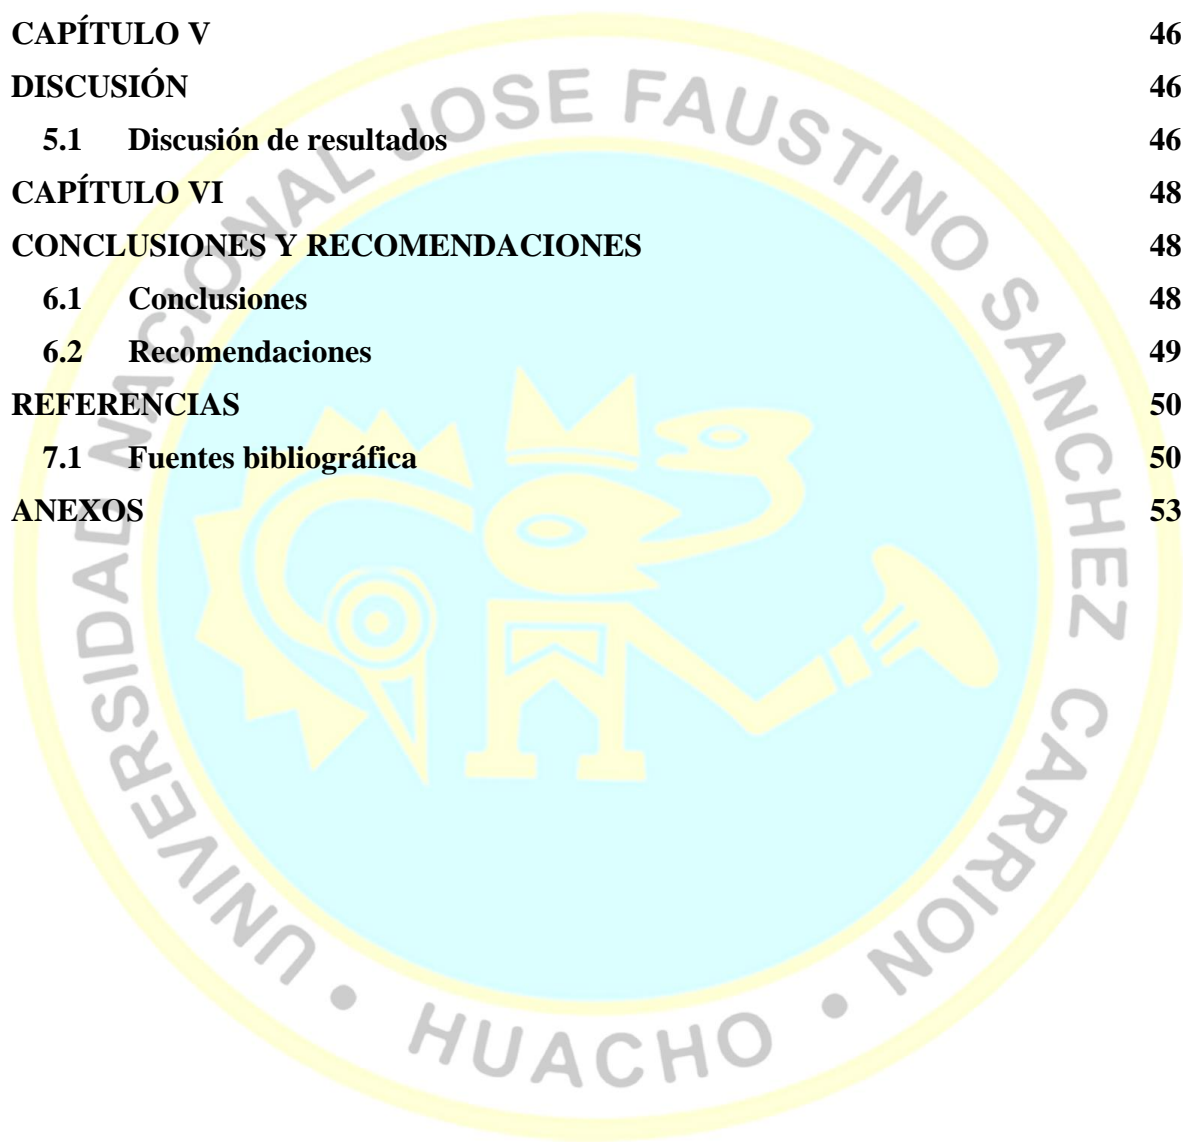 CAPÍTULO V 46
DISCUSIÓN 46
5.1 Discusión de resultados 46
CAPÍTULO VI 48
CONCLUSIONES Y RECOMENDACIONES 48
6.1 Conclusiones 48
6.2 Recomendaciones 49
REFERENCIAS 50
7.1 Fuentes bibliográfica 50
ANEXOS 53
UNIVERSIDAD NACIONAL JOSE FAUSTINO SANCHEZ CARRION
• HUACHO •